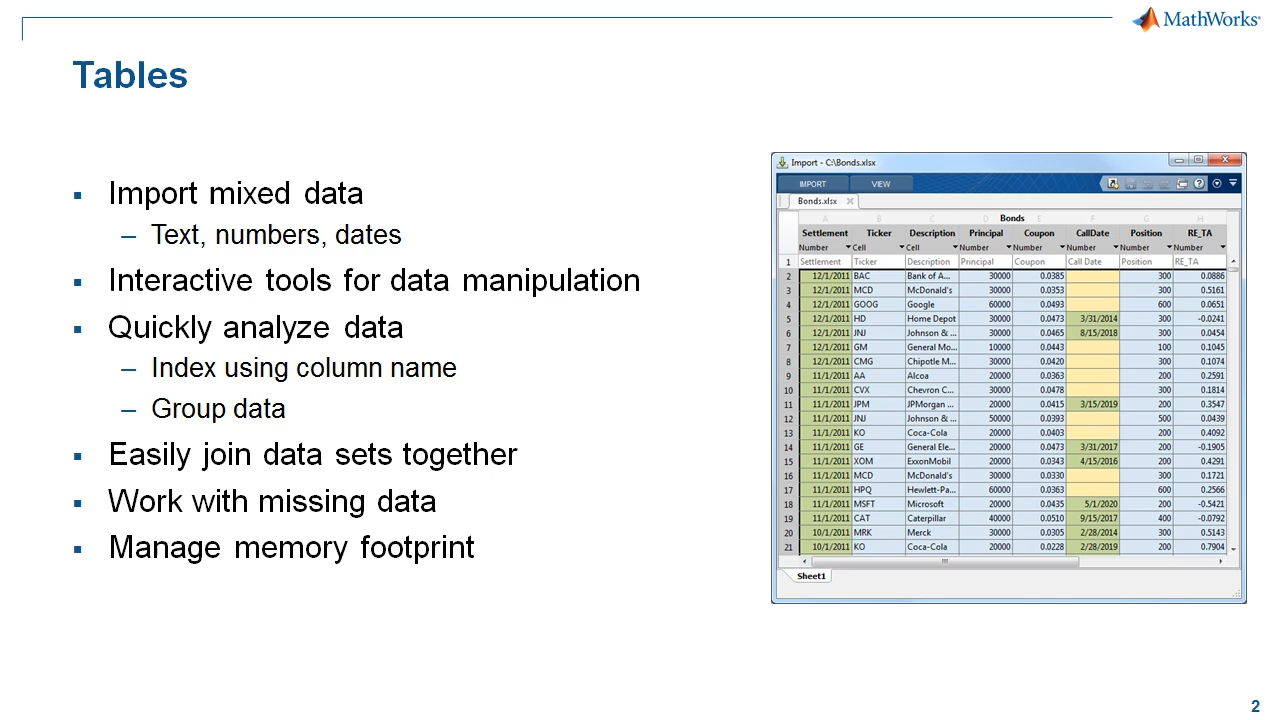 MathWorks®
Tables
▪ Import mixed data
– Text, numbers, dates
▪ Interactive tools for data manipulation
▪ Quickly analyze data
– Index using column name
– Group data
▪ Easily join data sets together
▪ Work with missing data
▪ Manage memory footprint
Import - C:\Bonds.xlsx
IMPORT VIEW
Bonds.xlsx
A B C D E F G H
Bonds
Settlement Ticker Description Principal Coupon CallDate Position RE_TA
Number Cell Cell Number Number Number Number Number
1 Settlement Ticker Description Principal Coupon Call Date Position RE_TA
2 12/1/2011 BAC Bank of A... 30000 0.0385 300 0.0886
3 12/1/2011 MCD McDonald's 30000 0.0353 300 0.5161
4 12/1/2011 GOOG Google 60000 0.0493 600 0.0651
5 12/1/2011 HD Home Depot 30000 0.0473 3/31/2014 300 -0.0241
6 12/1/2011 JNJ Johnson & ... 30000 0.0465 8/15/2018 300 0.0454
7 12/1/2011 GM General Mo... 10000 0.0443 100 0.1045
8 12/1/2011 CMG Chipotle M... 30000 0.0420 300 0.1074
9 11/1/2011 AA Alcoa 20000 0.0363 200 0.2591
10 11/1/2011 CVX Chevron C... 30000 0.0478 300 0.1814
11 11/1/2011 JPM JPMorgan ... 20000 0.0415 3/15/2019 200 0.3547
12 11/1/2011 JNJ Johnson & ... 50000 0.0393 500 0.0439
13 11/1/2011 KO Coca-Cola 20000 0.0403 200 0.4092
14 11/1/2011 GE General Ele... 20000 0.0473 3/31/2017 200 -0.1905
15 11/1/2011 XOM ExxonMobil 20000 0.0343 4/15/2016 200 0.4291
16 11/1/2011 MCD McDonald's 30000 0.0330 300 0.1721
17 11/1/2011 HPQ Hewlett-Pa... 60000 0.0363 600 0.2566
18 11/1/2011 MSFT Microsoft 20000 0.0435 5/1/2020 200 -0.5421
19 11/1/2011 CAT Caterpillar 40000 0.0510 9/15/2017 400 -0.0792
20 10/1/2011 MRK Merck 30000 0.0305 2/28/2014 300 0.5143
21 10/1/2011 KO Coca-Cola 20000 0.0228 2/28/2019 200 0.7904
Sheet1
2